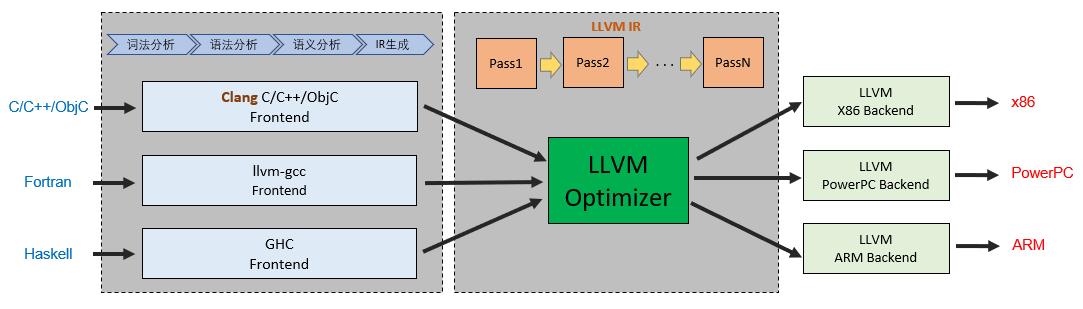 词法分析
语法分析
语义分析
IR生成
LLVM IR
Pass1
Pass2
...
PassN
C/C++/ObjC
Clang C/C++/ObjC
Frontend
Fortran
llvm-gcc
Frontend
Haskell
GHC
Frontend
LLVM
Optimizer
LLVM
X86 Backend
x86
LLVM
PowerPC Backend
PowerPC
LLVM
ARM Backend
ARM